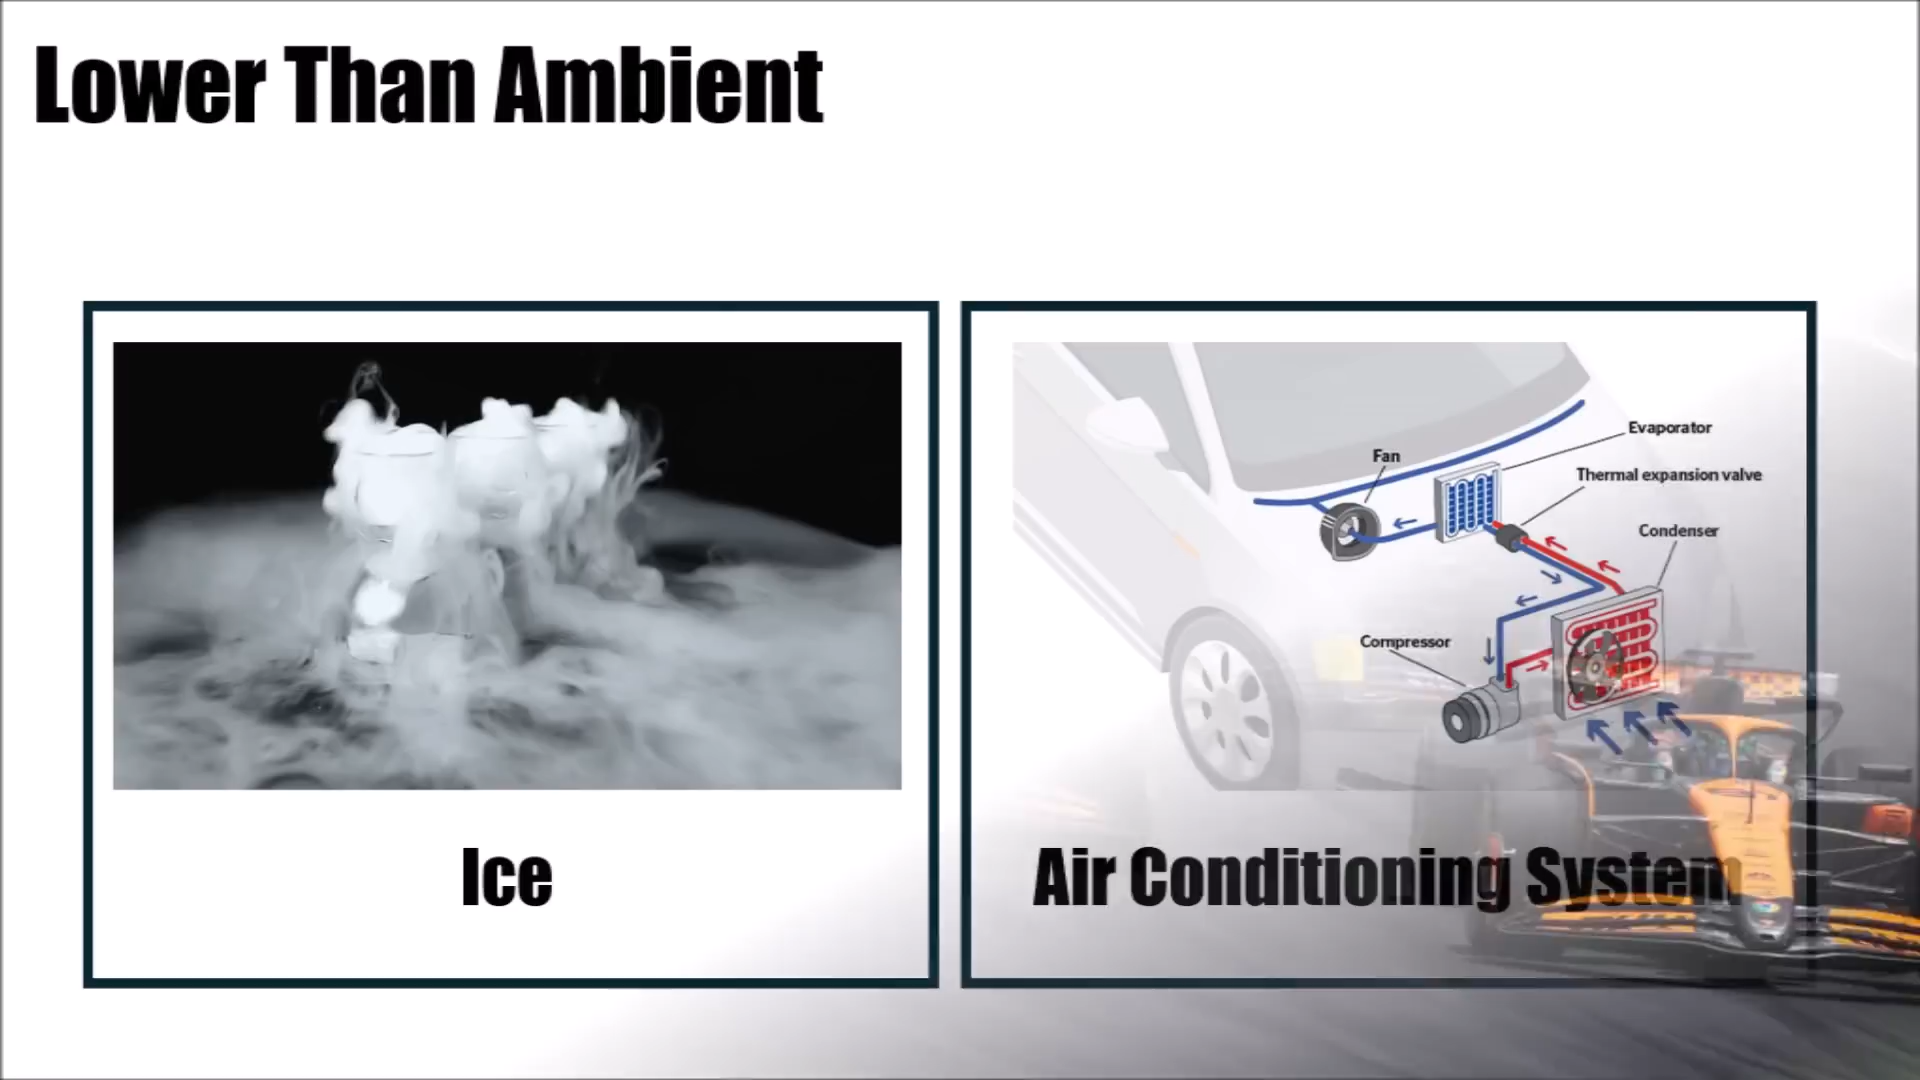 Lower Than Ambient
Evaporator
Fan
Thermal expansion valve
Condenser
Compressor
Ice
Air Conditioning System